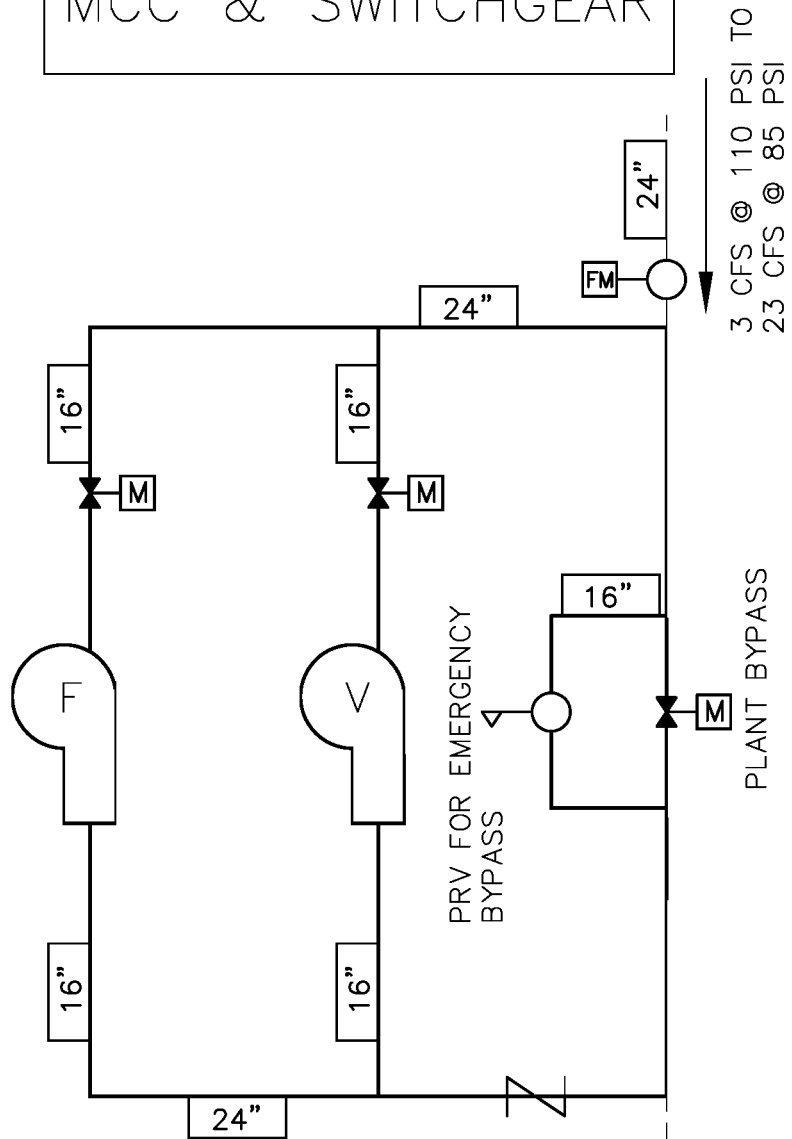 MCC & SWITCHGEAR
3 CFS @ 110 PSI TO
23 CFS @ 85 PSI
24"
FM
24"
16"
16"
M
M
16"
F
V
PRV FOR EMERGENCY
BYPASS
M
PLANT BYPASS
16"
16"
24"